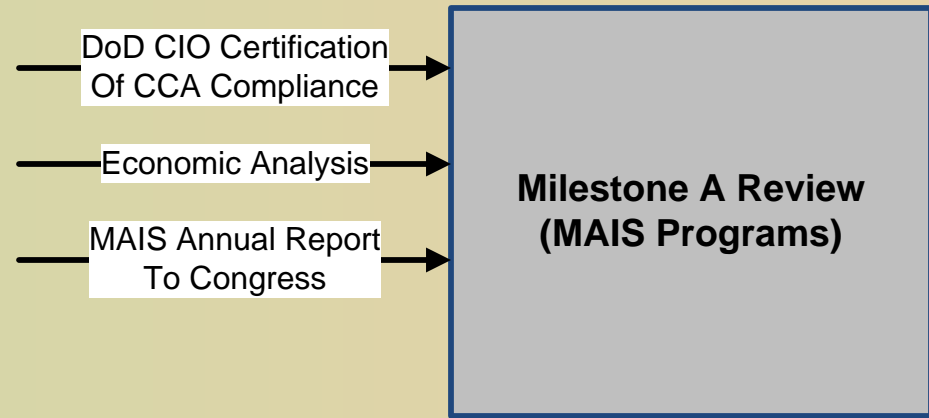 DoD CIO Certification
Of CCA Compliance
Economic Analysis
MAIS Annual Report
To Congress
Milestone A Review
(MAIS Programs)